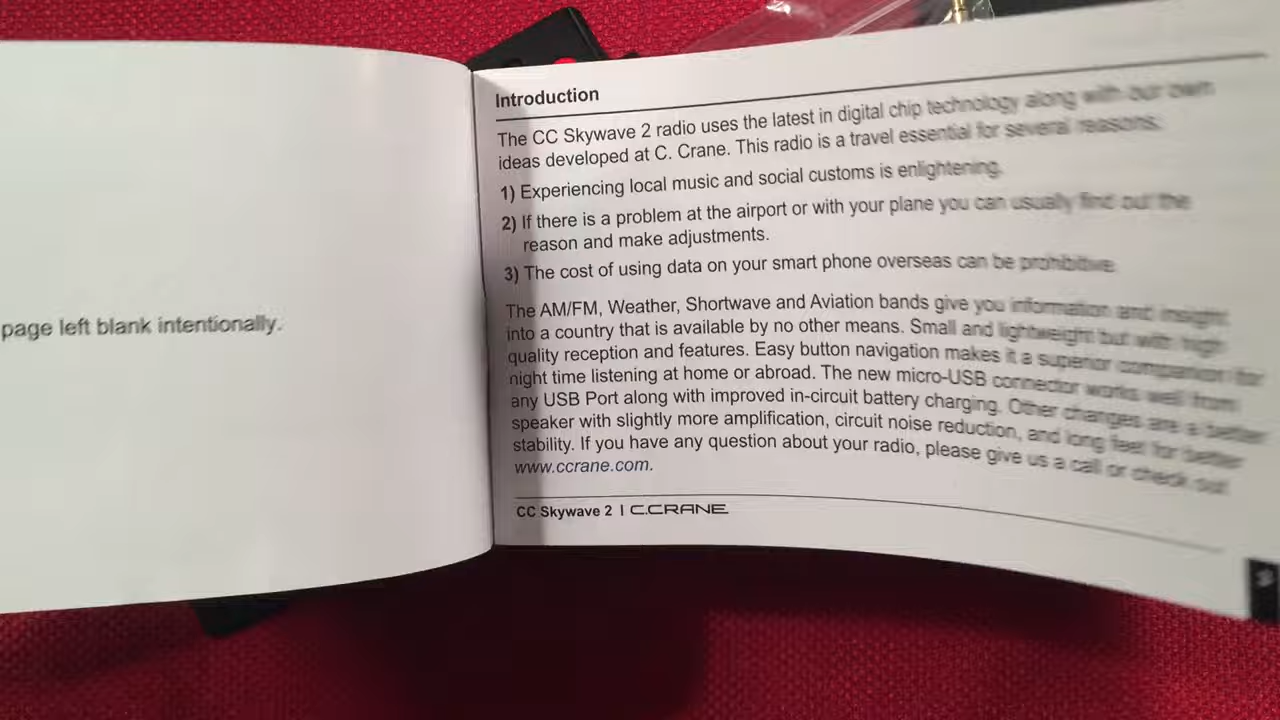 page left blank intentionally.
Introduction
The CC Skywave 2 radio uses the latest in digital chip technology along with our own
ideas developed at C. Crane. This radio is a travel essential for several reasons:
1) Experiencing local music and social customs is enlightening.
2) If there is a problem at the airport or with your plane you can usually find out the
reason and make adjustments.
3) The cost of using data on your smart phone overseas can be prohibitive.
The AM/FM, Weather, Shortwave and Aviation bands give you information and insight
into a country that is available by no other means. Small and lightweight but with high
quality reception and features. Easy button navigation makes it a superior companion for
night time listening at home or abroad. The new micro-USB connector works well from
any USB Port along with improved in-circuit battery charging. Other changes are a better
speaker with slightly more amplification, circuit noise reduction, and long feet for better
stability. If you have any question about your radio, please give us a call or check out
www.ccrane.com.
CC Skywave 2 | C.CRANE